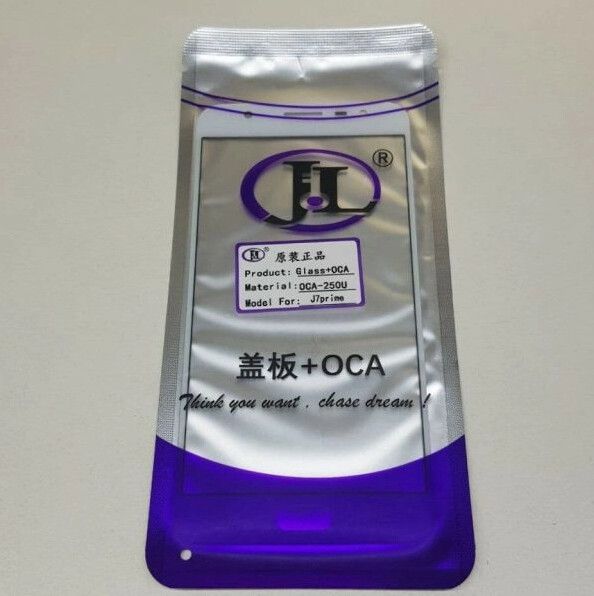 JL ®
JL ® 原装正品
Product: Glass+OCA
Material: OCA-250U
Model For: J7prime
盖板+OCA
Think you want , chase dream !